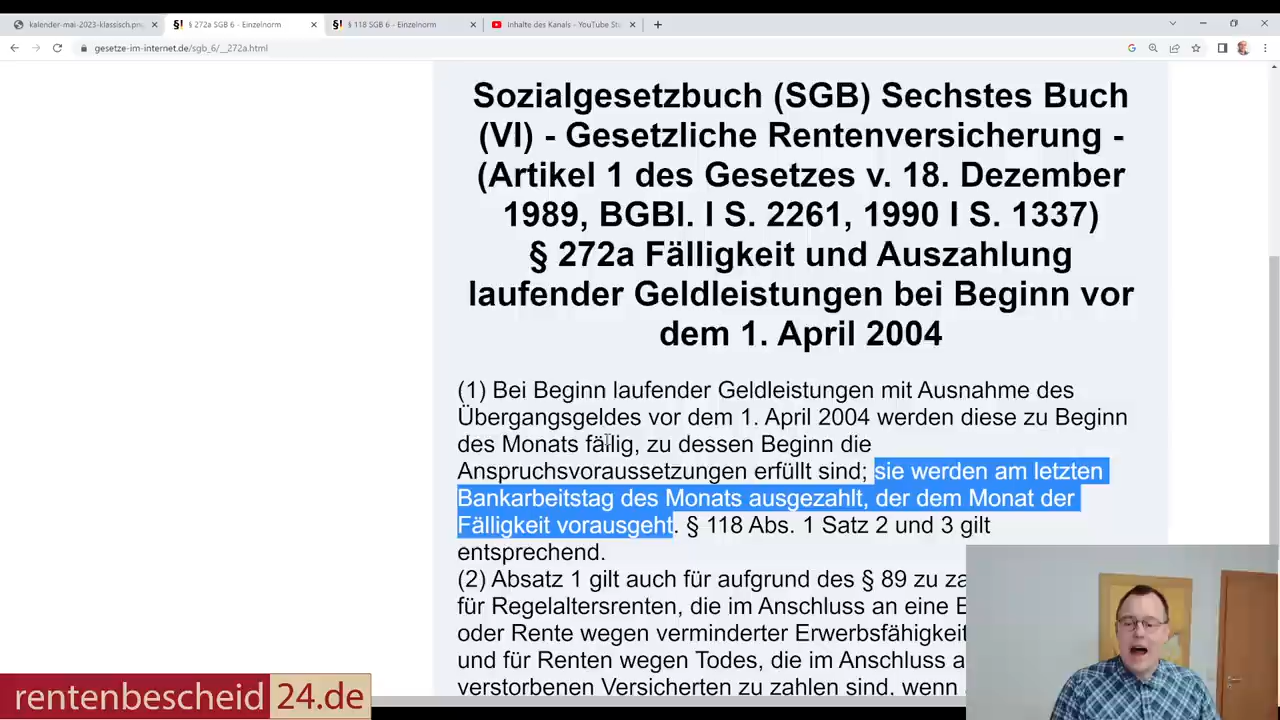 kalender-mai-2023-klassisch.pn
§ 272a SGB 6 - Einzelnorm
§ 118 SGB 6 - Einzelnorm
Inhalte des Kanals - YouTube St
gesetze-im-internet.de/sgb_6/__272a.html
Sozialgesetzbuch (SGB) Sechstes Buch
(VI) - Gesetzliche Rentenversicherung -
(Artikel 1 des Gesetzes v. 18. Dezember
1989, BGBl. I S. 2261, 1990 I S. 1337)
§ 272a Fälligkeit und Auszahlung
laufender Geldleistungen bei Beginn vor
dem 1. April 2004
(1) Bei Beginn laufender Geldleistungen mit Ausnahme des
Übergangsgeldes vor dem 1. April 2004 werden diese zu Beginn
des Monats fällig, zu dessen Beginn die
Anspruchsvoraussetzungen erfüllt sind; sie werden am letzten
Bankarbeitstag des Monats ausgezahlt, der dem Monat der
Fälligkeit vorausgeht. § 118 Abs. 1 Satz 2 und 3 gilt
entsprechend.
(2) Absatz 1 gilt auch für aufgrund des § 89 zu za
für Regelaltersrenten, die im Anschluss an eine E
oder Rente wegen verminderter Erwerbsfähigkeit
und für Renten wegen Todes, die im Anschluss a
verstorbenen Versicherten zu zahlen sind, wenn
rentenbescheid 24.de